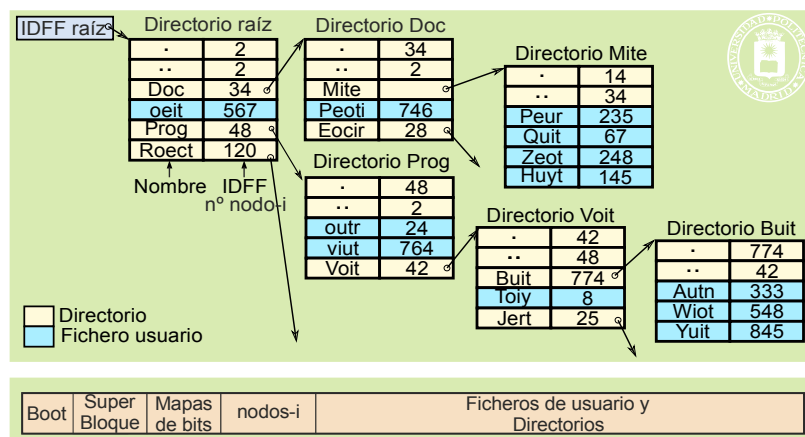 IDFF raíz
Directorio raíz
. 2
.. 2
Doc 34
oeit 567
Prog 48
Roect 120
Nombre IDFF
nº nodo-i
Directorio Doc
. 34
.. 2
Mite
Peoti 746
Eocir 28
Directorio Mite
. 14
.. 34
Peur 235
Quit 67
Zeot 248
Huyt 145
Directorio Prog
. 48
.. 2
outr 24
viut 764
Voit 42
Directorio Voit
. 42
.. 48
Buit 774
Toiy 8
Jert 25
Directorio Buit
. 774
.. 42
Autn 333
Wiot 548
Yuit 845
Directorio
Fichero usuario
Boot
Super
Bloque
Mapas
de bits
nodos-i
Ficheros de usuario y
Directorios